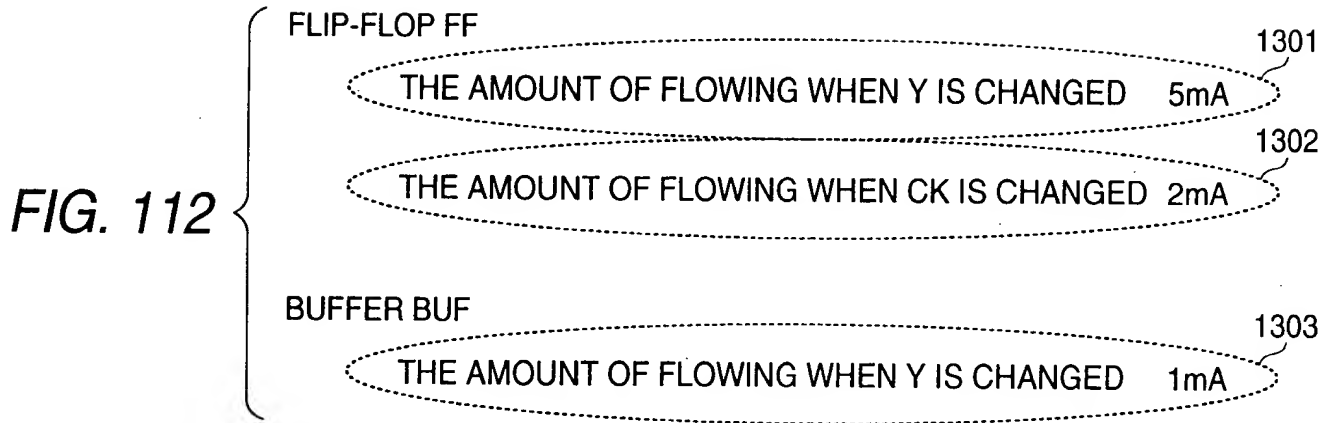 FLIP-FLOP FF
1301
THE AMOUNT OF FLOWING WHEN Y IS CHANGED 5mA
1302
THE AMOUNT OF FLOWING WHEN CK IS CHANGED 2mA
FIG. 112
BUFFER BUF
1303
THE AMOUNT OF FLOWING WHEN Y IS CHANGED 1mA